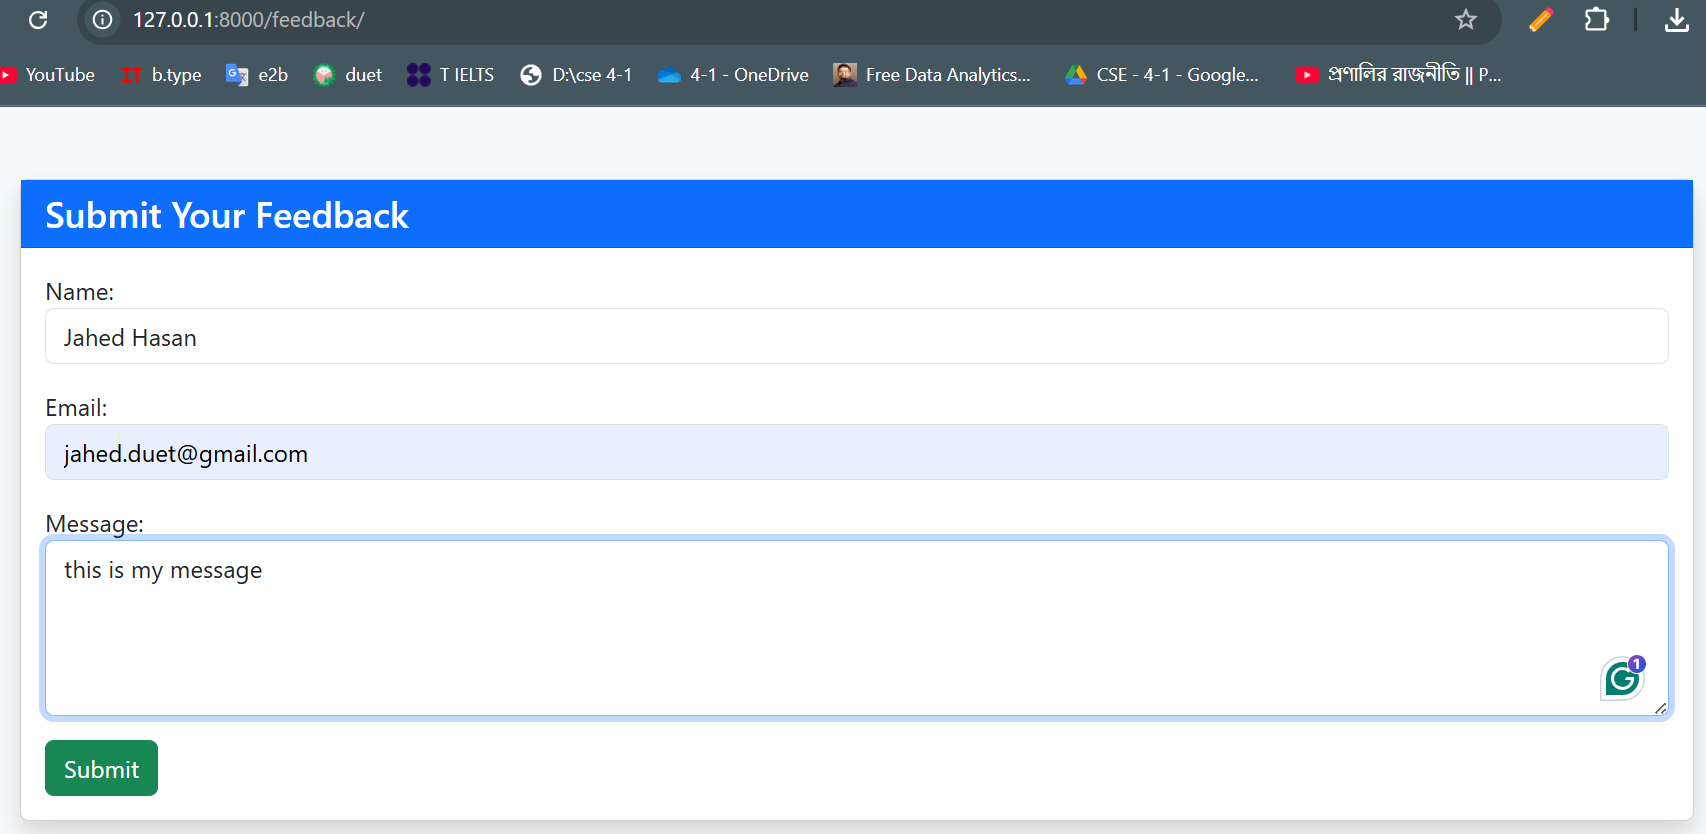 127.0.0.1:8000/feedback/
YouTube IT b.type e2b duet T IELTS D:\cse 4-1 4-1 - OneDrive Free Data Analytics... CSE - 4-1 - Google... প্রণালির রাজনীতি || P...
Submit Your Feedback
Name:
Jahed Hasan
Email:
jahed.duet@gmail.com
Message:
this is my message
1
Submit